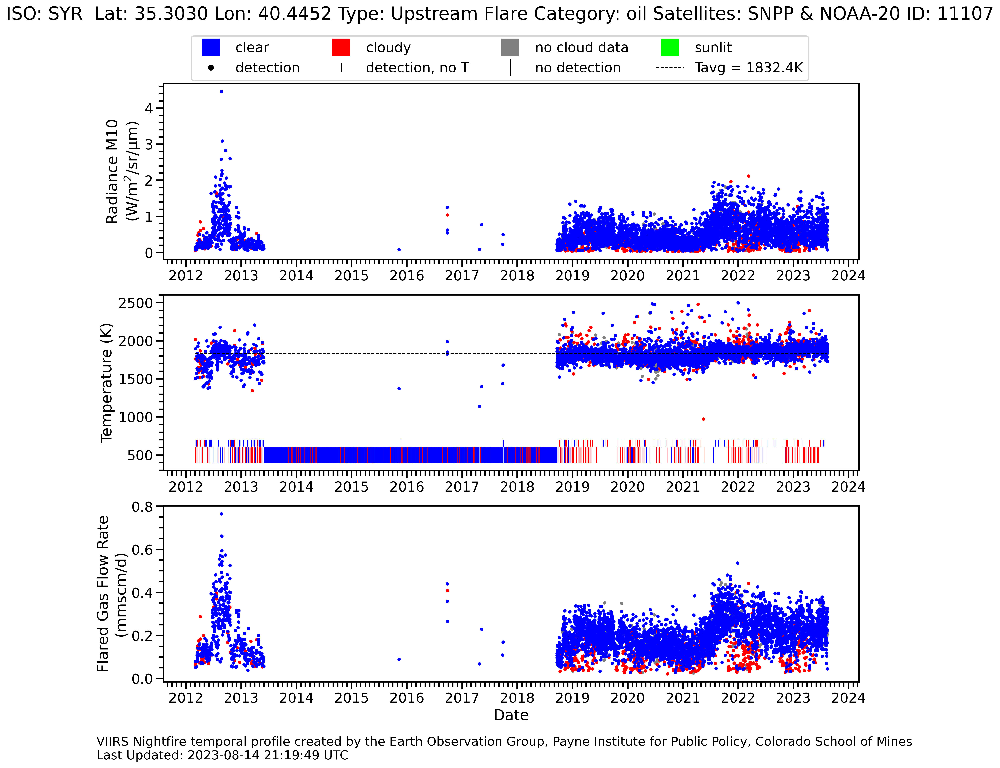 ISO: SYR  Lat: 35.3030 Lon: 40.4452 Type: Upstream Flare Category: oil Satellites: SNPP & NOAA-20 ID: 11107
clear cloudy no cloud data sunlit
detection detection, no T no detection Tavg = 1832.4K
Radiance M10
(W/m²/sr/µm)
4
3
2
1
0
2012 2013 2014 2015 2016 2017 2018 2019 2020 2021 2022 2023 2024
Temperature (K)
2500
2000
1500
1000
500
2012 2013 2014 2015 2016 2017 2018 2019 2020 2021 2022 2023 2024
Flared Gas Flow Rate
(mmscm/d)
0.8
0.6
0.4
0.2
0.0
2012 2013 2014 2015 2016 2017 2018 2019 2020 2021 2022 2023 2024
Date
VIIRS Nightfire temporal profile created by the Earth Observation Group, Payne Institute for Public Policy, Colorado School of Mines
Last Updated: 2023-08-14 21:19:49 UTC